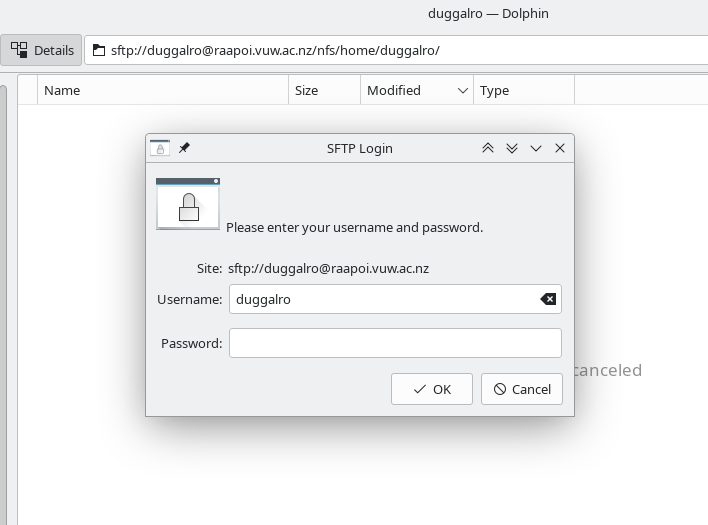 duggalro — Dolphin
Details
sftp://duggalro@raapoi.vuw.ac.nz/nfs/home/duggalro/
Name Size Modified Type
SFTP Login
Please enter your username and password.
Site: sftp://duggalro@raapoi.vuw.ac.nz
Username: duggalro
Password:
canceled
OK Cancel